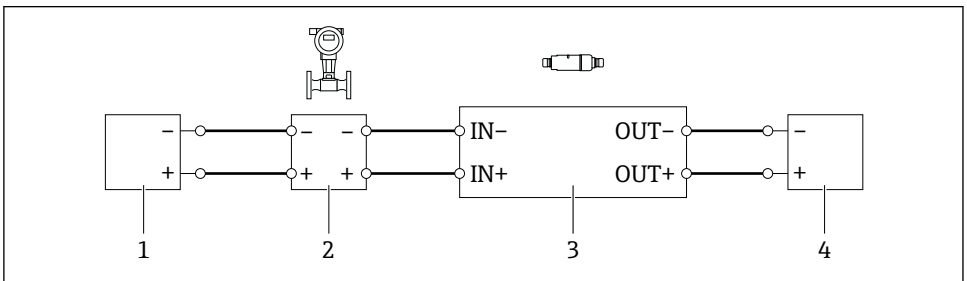 − − − IN− OUT− −
+ + + IN+ OUT+ +
1 2 3 4